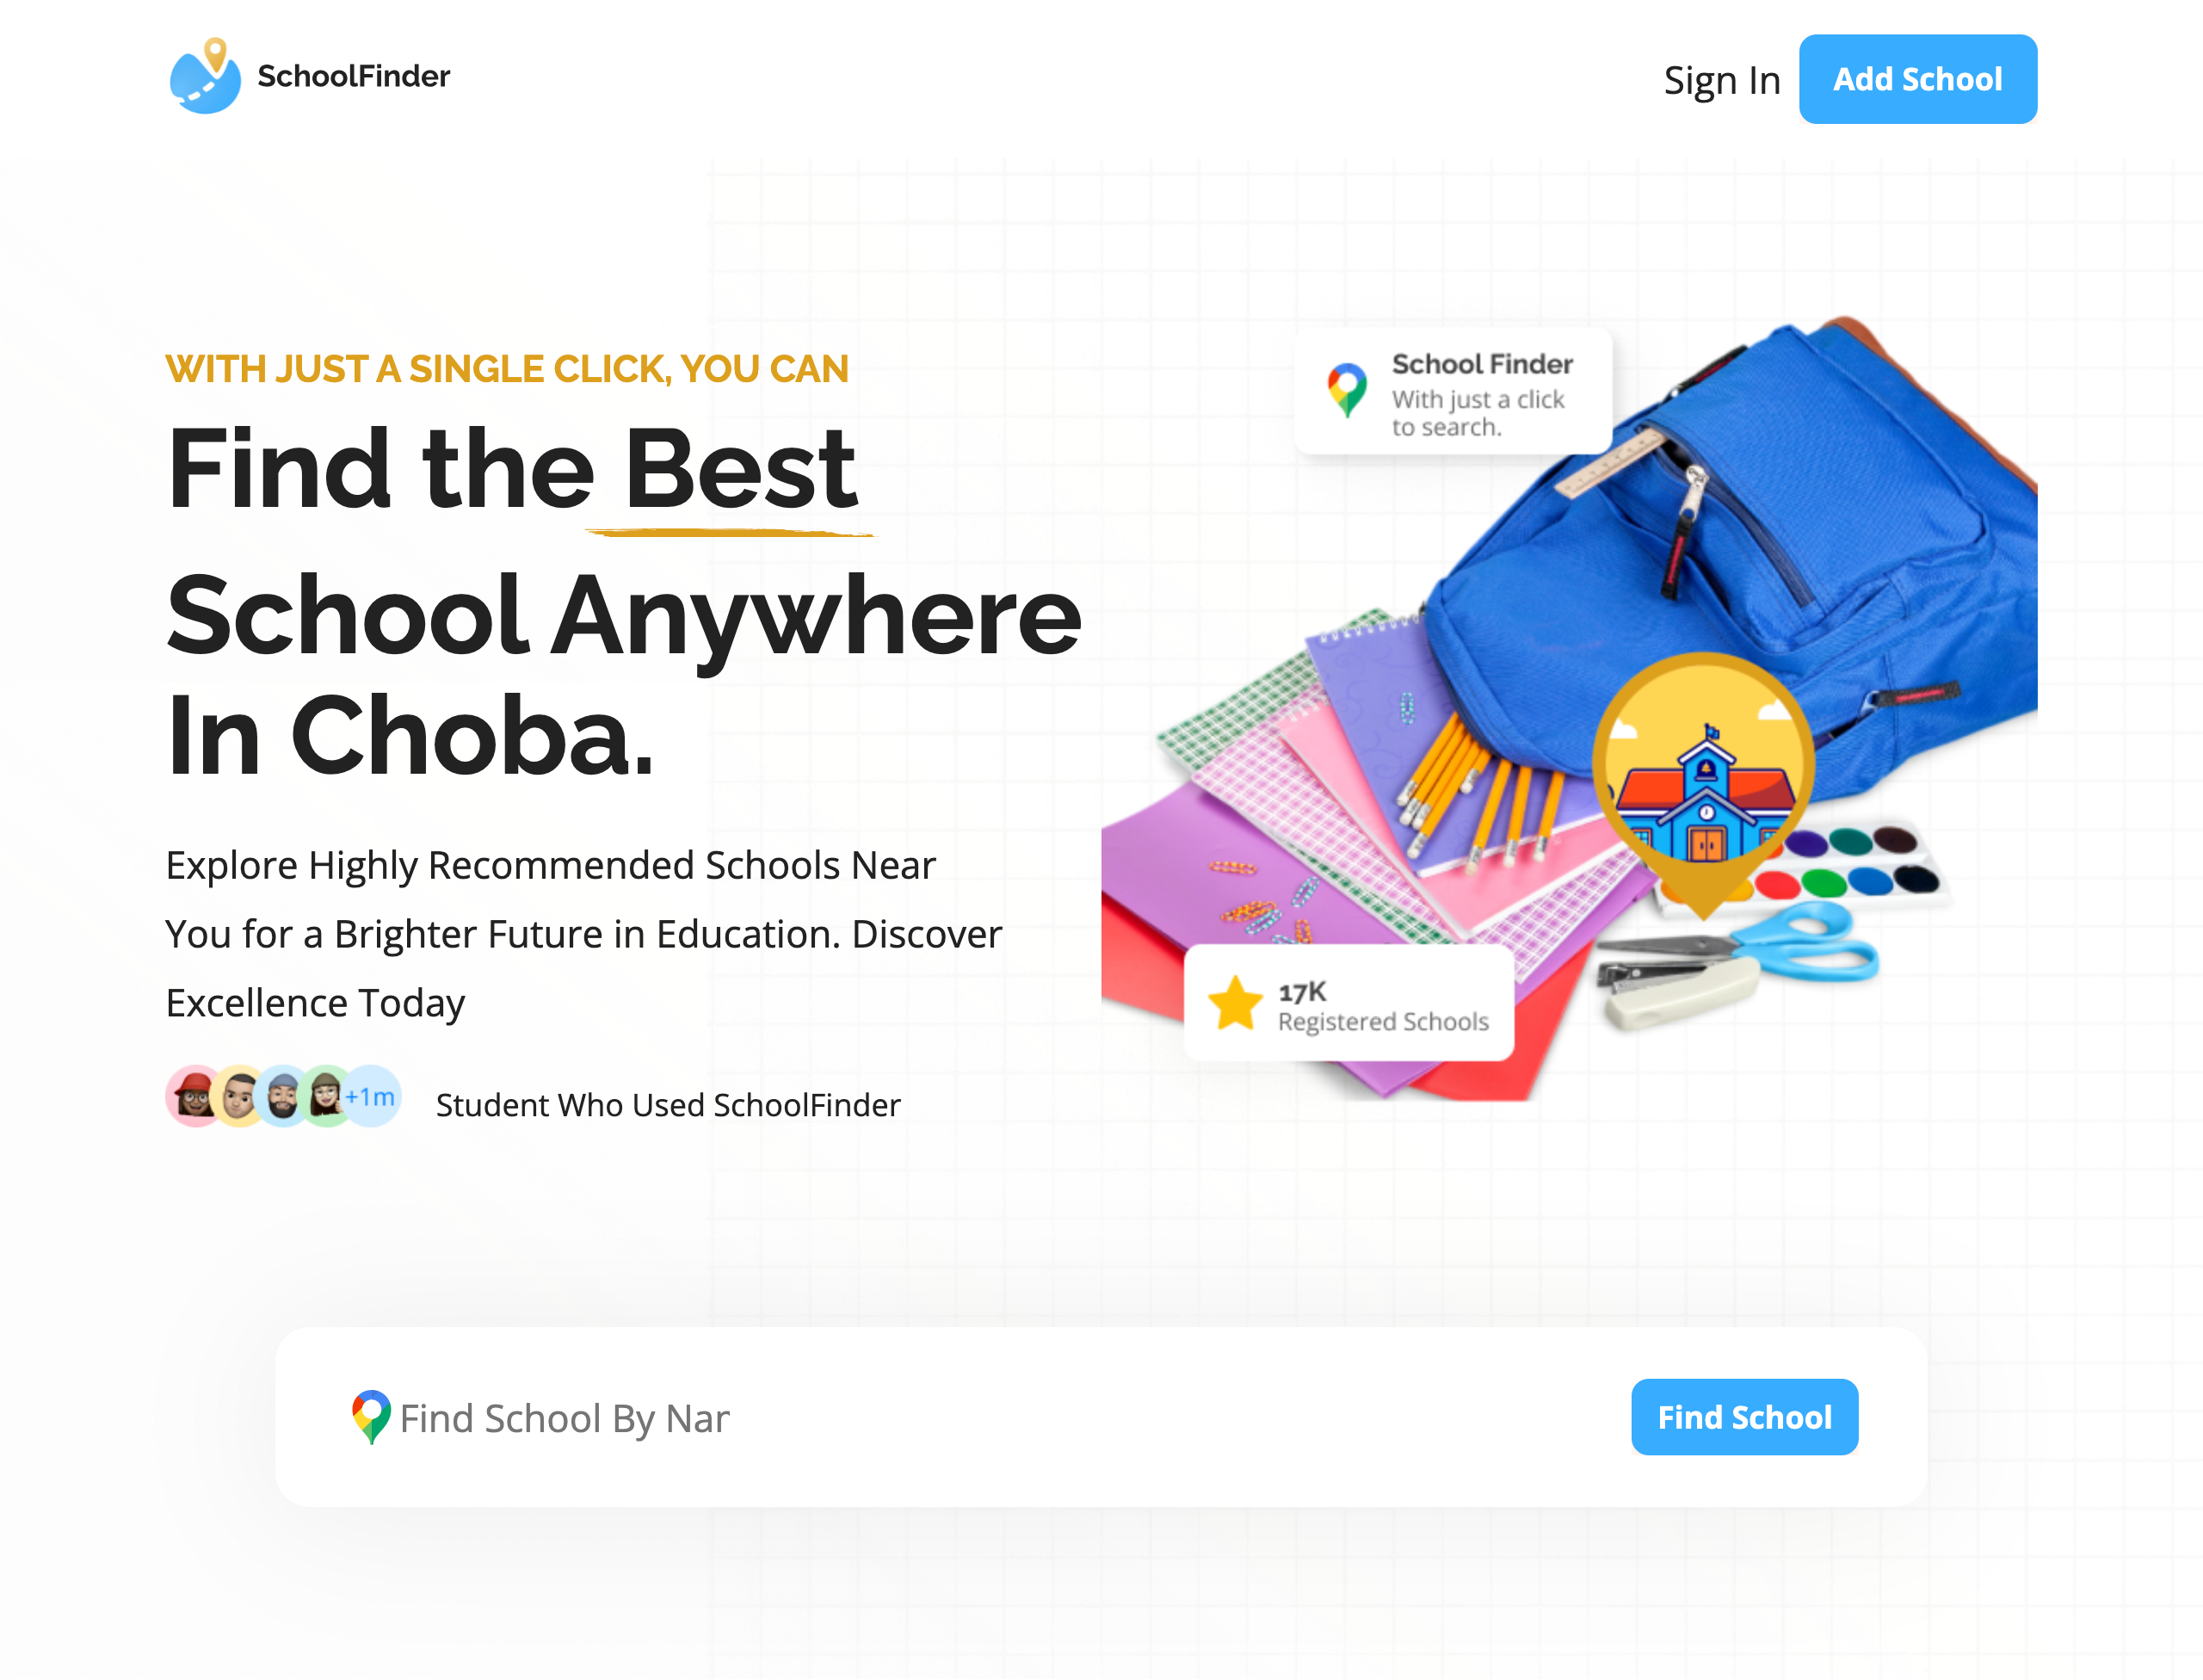 SchoolFinder
Sign In
Add School
WITH JUST A SINGLE CLICK, YOU CAN
Find the Best
School Anywhere
In Choba.
Explore Highly Recommended Schools Near
You for a Brighter Future in Education. Discover
Excellence Today
+1m
Student Who Used SchoolFinder
School Finder
With just a click
to search.
17K
Registered Schools
Find School By Nar
Find School